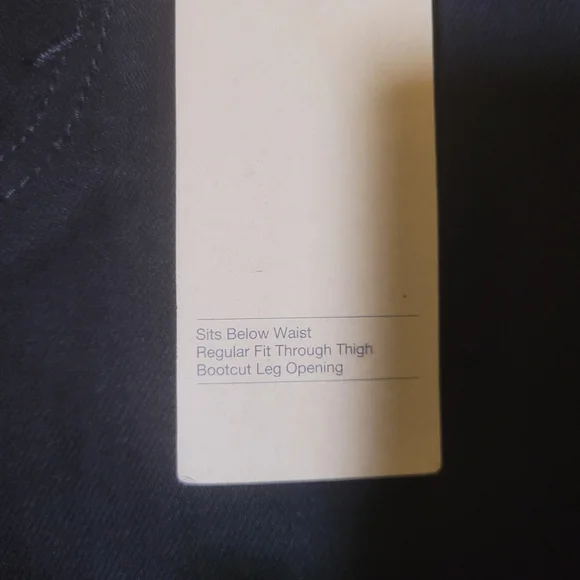 Sits Below Waist
Regular Fit Through Thigh
Bootcut Leg Opening